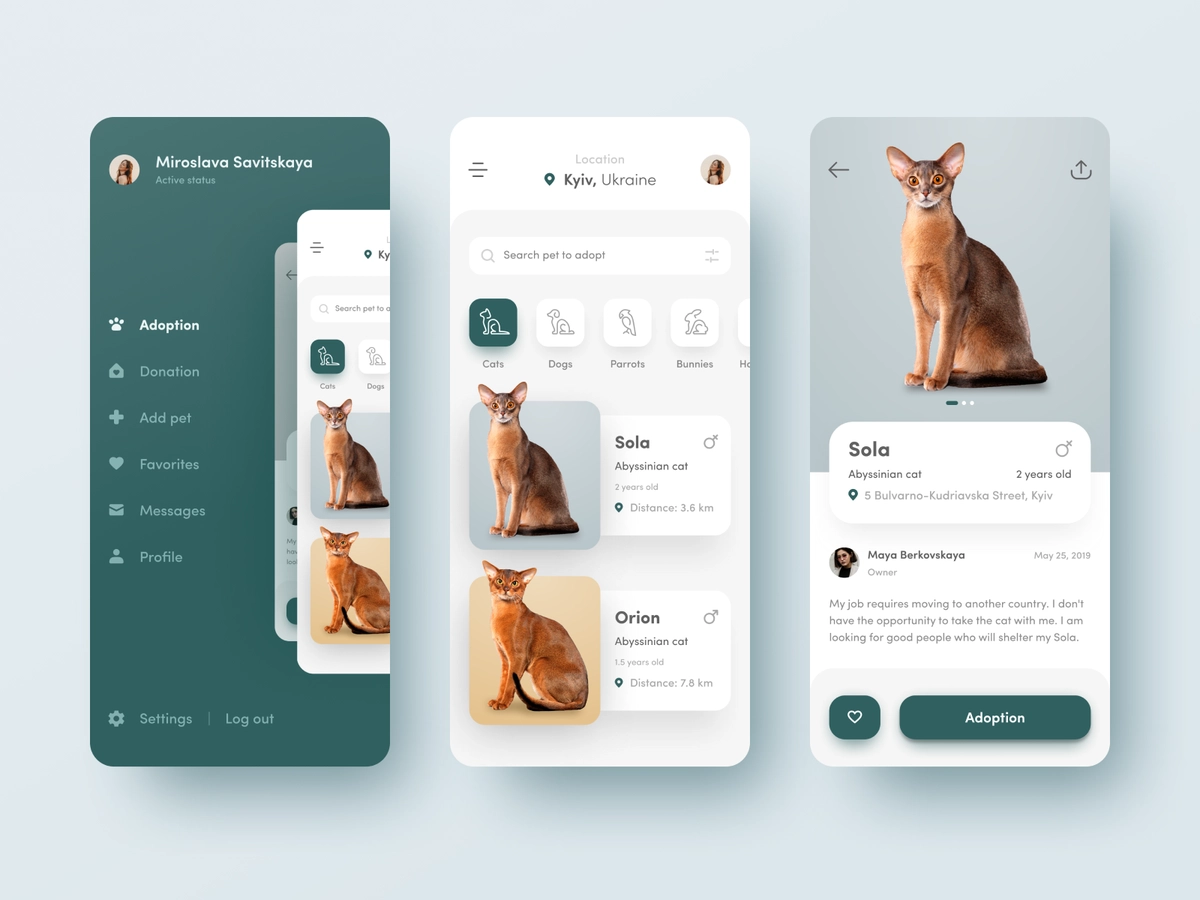 Miroslava Savitskaya
Active status
Adoption
Donation
Add pet
Favorites
Messages
Profile
Settings | Log out
L
Ky
Search pet to a
Cats Dogs
My
hav
lool
Location
Kyiv, Ukraine
Search pet to adopt
Cats Dogs Parrots Bunnies Ho
Sola
Abyssinian cat
2 years old
Distance: 3.6 km
Orion
Abyssinian cat
1.5 years old
Distance: 7.8 km
Sola
Abyssinian cat 2 years old
5 Bulvarno-Kudriavska Street, Kyiv
Maya Berkovskaya May 25, 2019
Owner
My job requires moving to another country. I don't
have the opportunity to take the cat with me. I am
looking for good people who will shelter my Sola.
Adoption